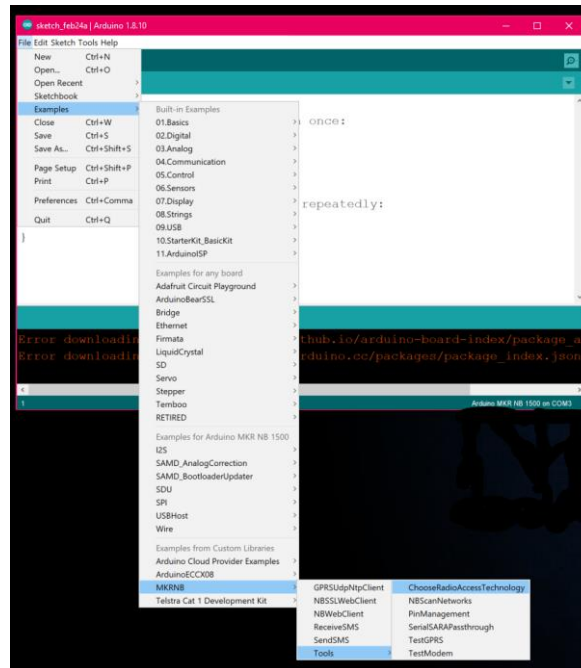 sketch_feb24a | Arduino 1.8.10
File Edit Sketch Tools Help
New Ctrl+N
Open... Ctrl+O
Open Recent
Sketchbook
Examples
Close Ctrl+W
Save Ctrl+S
Save As... Ctrl+Shift+S
Page Setup Ctrl+Shift+P
Print Ctrl+P
Preferences Ctrl+Comma
Quit Ctrl+Q
}
Built-in Examples
01.Basics
02.Digital
03.Analog
04.Communication
05.Control
06.Sensors
07.Display
08.Strings
09.USB
10.StarterKit_BasicKit
11.ArduinoISP
Examples for any board
Adafruit Circuit Playground
ArduinoBearSSL
Bridge
Ethernet
Firmata
LiquidCrystal
SD
Servo
Stepper
Temboo
RETIRED
Examples for Arduino MKR NB 1500
I2S
SAMD_AnalogCorrection
SAMD_BootloaderUpdater
SDU
SPI
USBHost
Wire
Examples from Custom Libraries
Arduino Cloud Provider Examples
ArduinoECCX08
MKRNB
Telstra Cat 1 Development Kit
GPRSUdpNtpClient
NBSSLWebClient
NBWebClient
ReceiveSMS
SendSMS
Tools
ChooseRadioAccessTechnology
NBScanNetworks
PinManagement
SerialSARAPassthrough
TestGPRS
TestModem
once:
repeatedly:
Error downloadin thub.io/arduino-board-index/package_a
Error downloadin rduino.cc/packages/package_index.json
1 Arduino MKR NB 1500 on COM3